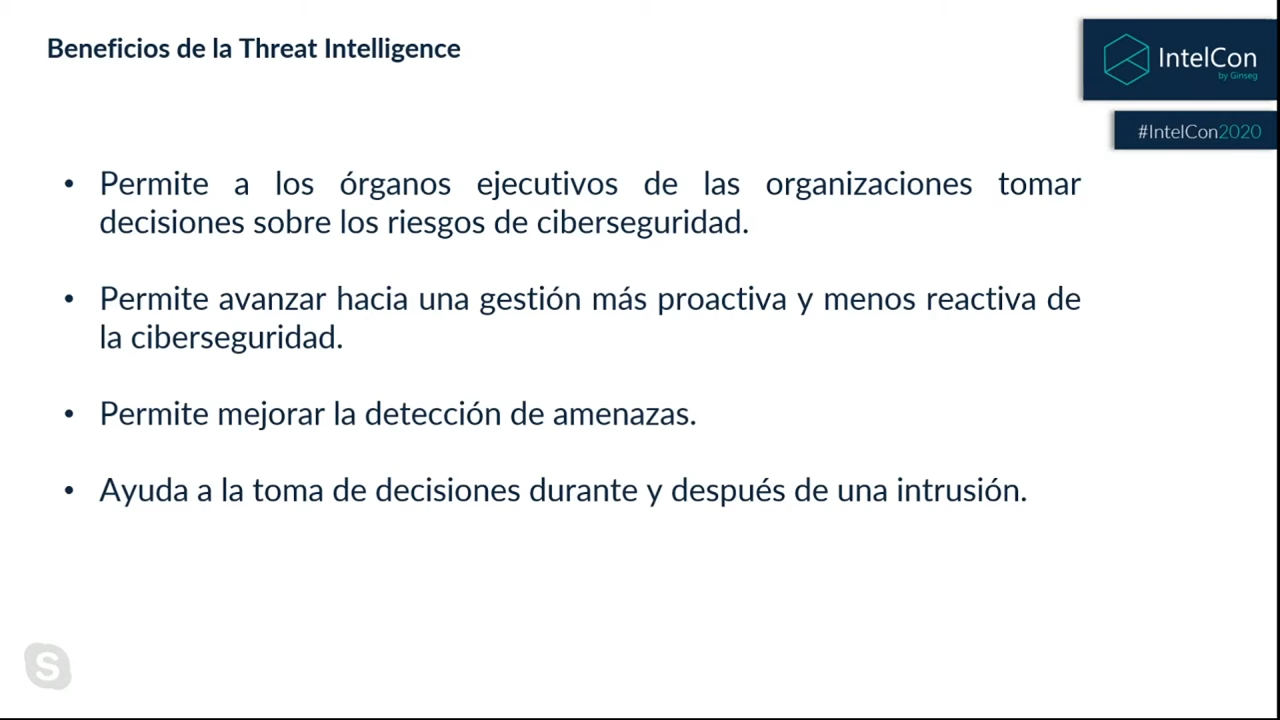 Beneficios de la Threat Intelligence
IntelCon
by Ginseg
#IntelCon2020
• Permite a los órganos ejecutivos de las organizaciones tomar
decisiones sobre los riesgos de ciberseguridad.
• Permite avanzar hacia una gestión más proactiva y menos reactiva de
la ciberseguridad.
• Permite mejorar la detección de amenazas.
• Ayuda a la toma de decisiones durante y después de una intrusión.
S